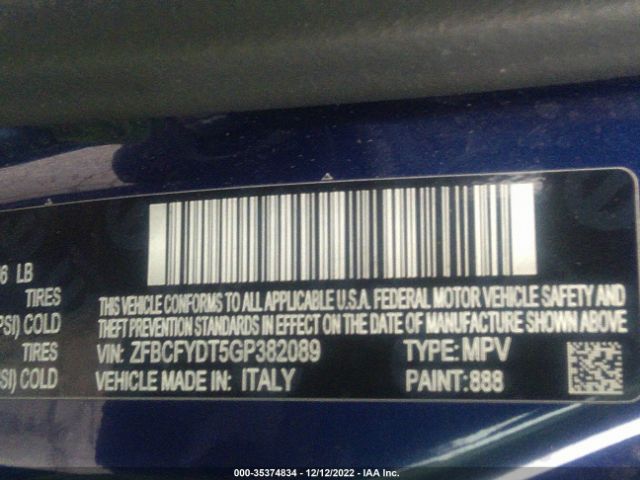 6 LB
TIRES
PSI) COLD
TIRES
SI) COLD
THIS VEHICLE CONFORMS TO ALL APPLICABLE U.S.A. FEDERAL MOTOR VEHICLE SAFETY AND
THEFT PREVENTION STANDARDS IN EFFECT ON THE DATE OF MANUFACTURE SHOWN ABOVE.
VIN: ZFBCFYDT5GP382089 TYPE: MPV
VEHICLE MADE IN: ITALY PAINT: 888
000-35374834 - 12/12/2022 - IAA Inc.